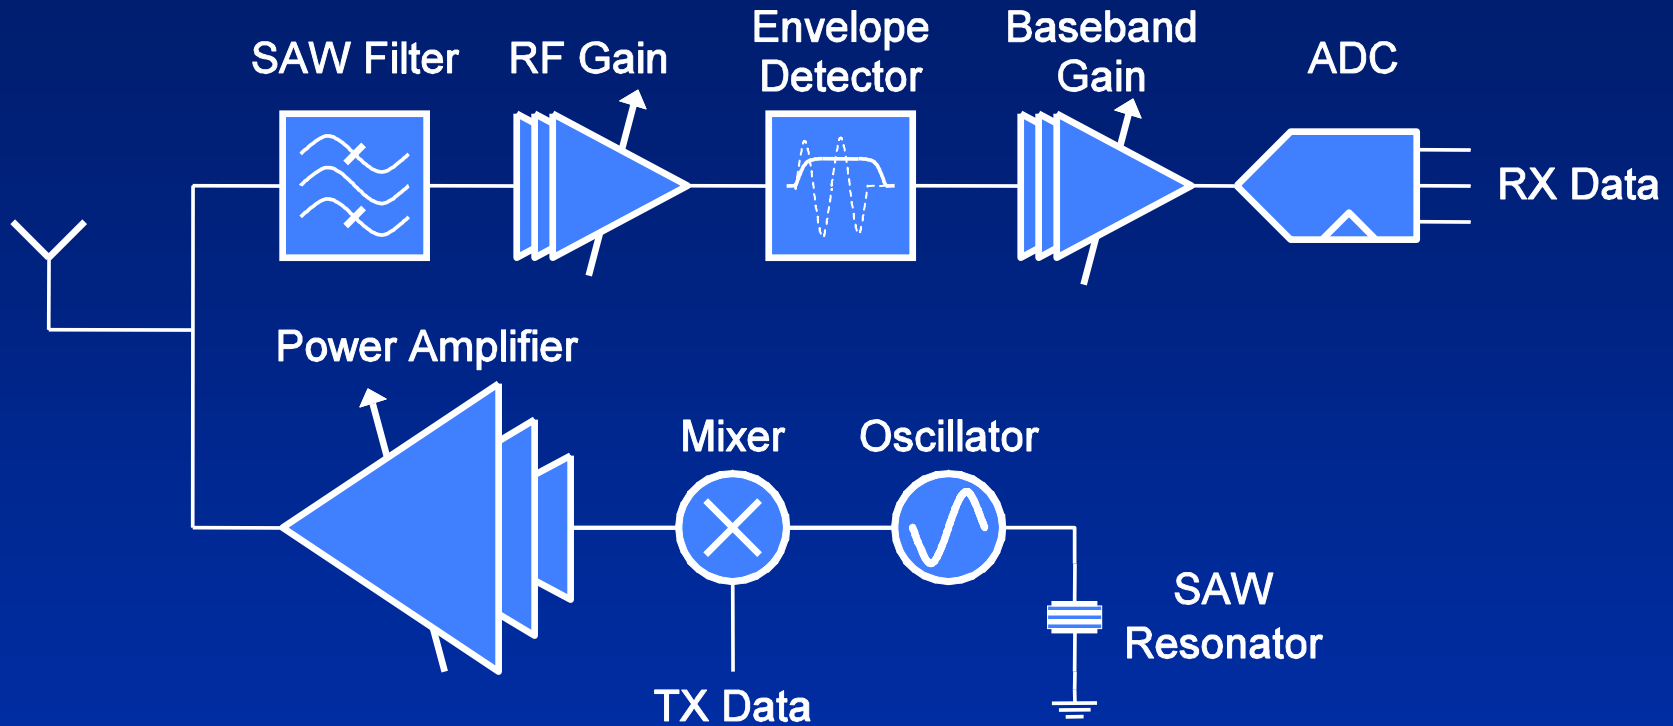 SAW Filter
RF Gain
Envelope
Detector
Baseband
Gain
ADC
RX Data
Power Amplifier
Mixer
Oscillator
SAW
Resonator
TX Data